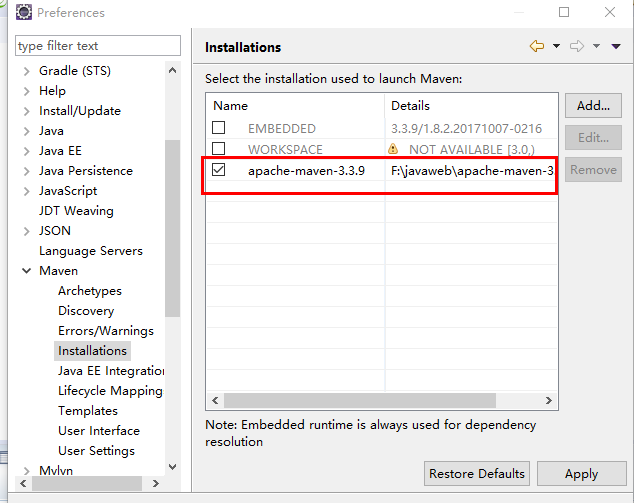 Preferences
type filter text
Gradle (STS)
Help
Install/Update
Java
Java EE
Java Persistence
JavaScript
JDT Weaving
JSON
Language Servers
Maven
Archetypes
Discovery
Errors/Warnings
Installations
Java EE Integration
Lifecycle Mapping
Templates
User Interface
User Settings
Mylyn
Installations
Select the installation used to launch Maven:
Name Details
EMBEDDED 3.3.9/1.8.2.20171007-0216
WORKSPACE NOT AVAILABLE [3.0,)
apache-maven-3.3.9 F:\javaweb\apache-maven-3
Add...
Edit...
Remove
Note: Embedded runtime is always used for dependency
resolution
Restore Defaults Apply